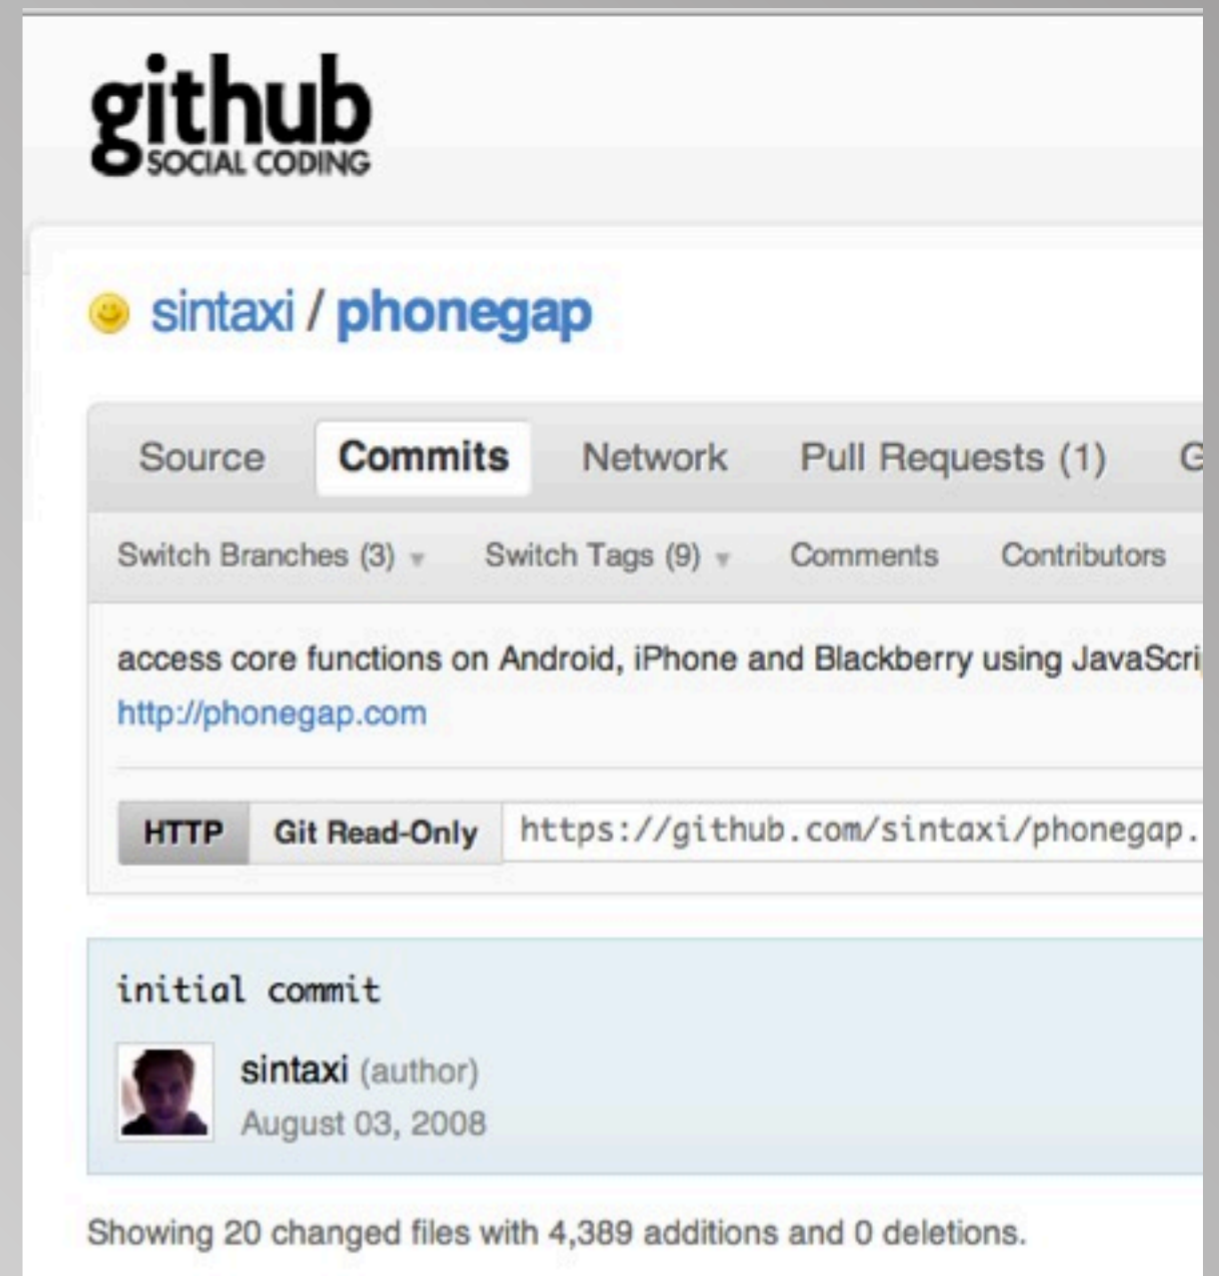 github
SOCIAL CODING
sintaxi / phonegap
Source Commits Network Pull Requests (1) G
Switch Branches (3) Switch Tags (9) Comments Contributors
access core functions on Android, iPhone and Blackberry using JavaScri
http://phonegap.com
HTTP Git Read-Only https://github.com/sintaxi/phonegap.
initial commit
sintaxi (author)
August 03, 2008
Showing 20 changed files with 4,389 additions and 0 deletions.